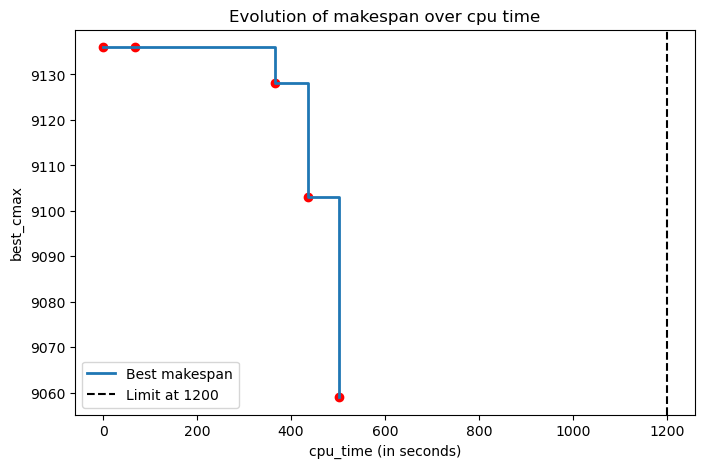 Evolution of makespan over cpu time
best_cmax
9130
9120
9110
9100
9090
9080
9070
9060
Best makespan
Limit at 1200
0 200 400 600 800 1000 1200
cpu_time (in seconds)